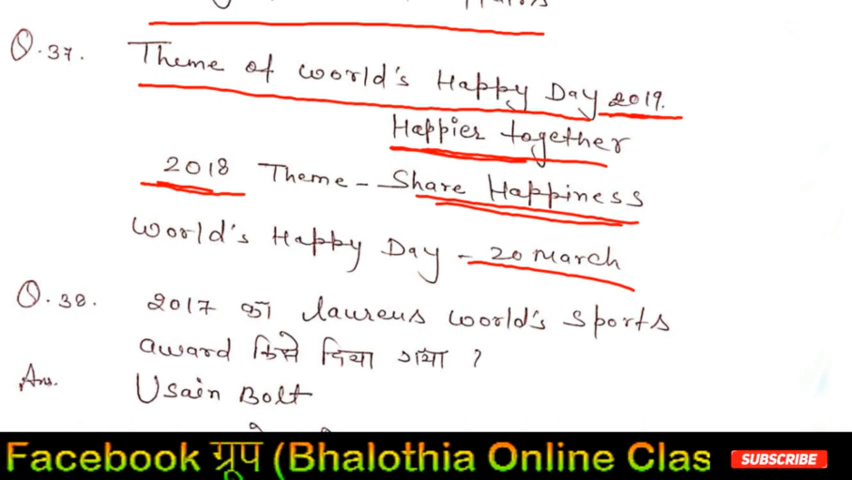 Q.37. Theme of world's Happy Day 2019.
Happier together
2018 Theme - Share Happiness
World's Happy Day - 20 March
Q.38. 2017 का laureus world's sports
award किसे दिया गया ?
Ans. Usain Bolt
Facebook ग्रुप (Bhalothia Online Clas
SUBSCRIBE